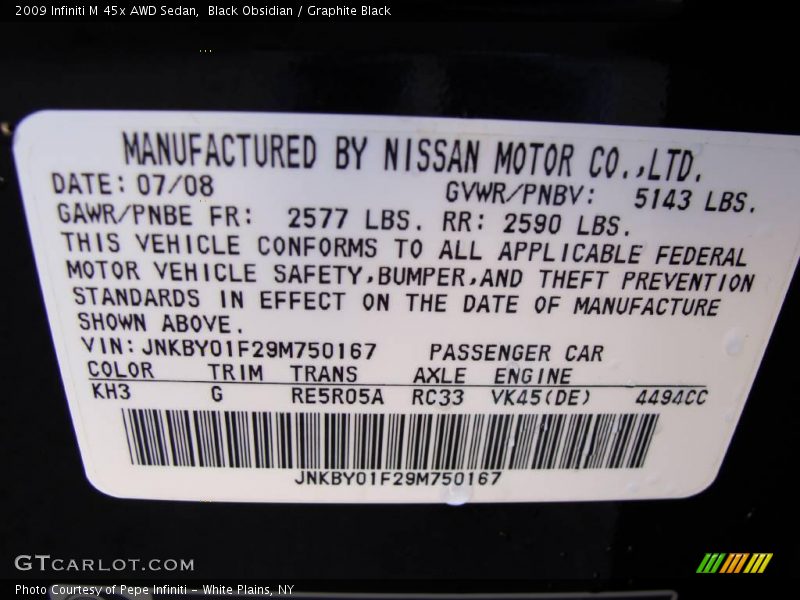 2009 Infiniti M 45x AWD Sedan,  Black Obsidian / Graphite Black
MANUFACTURED BY NISSAN MOTOR CO.,LTD.
DATE: 07/08 GVWR/PNBV: 5143 LBS.
GAWR/PNBE FR: 2577 LBS. RR: 2590 LBS.
THIS VEHICLE CONFORMS TO ALL APPLICABLE FEDERAL
MOTOR VEHICLE SAFETY,BUMPER,AND THEFT PREVENTION
STANDARDS IN EFFECT ON THE DATE OF MANUFACTURE
SHOWN ABOVE.
VIN: JNKBY01F29M750167 PASSENGER CAR
COLOR TRIM TRANS AXLE ENGINE
KH3 G RE5R05A RC33 VK45(DE) 4494CC
JNKBY01F29M750167
GTCARLOT.COM
Photo Courtesy of Pepe Infiniti - White Plains, NY